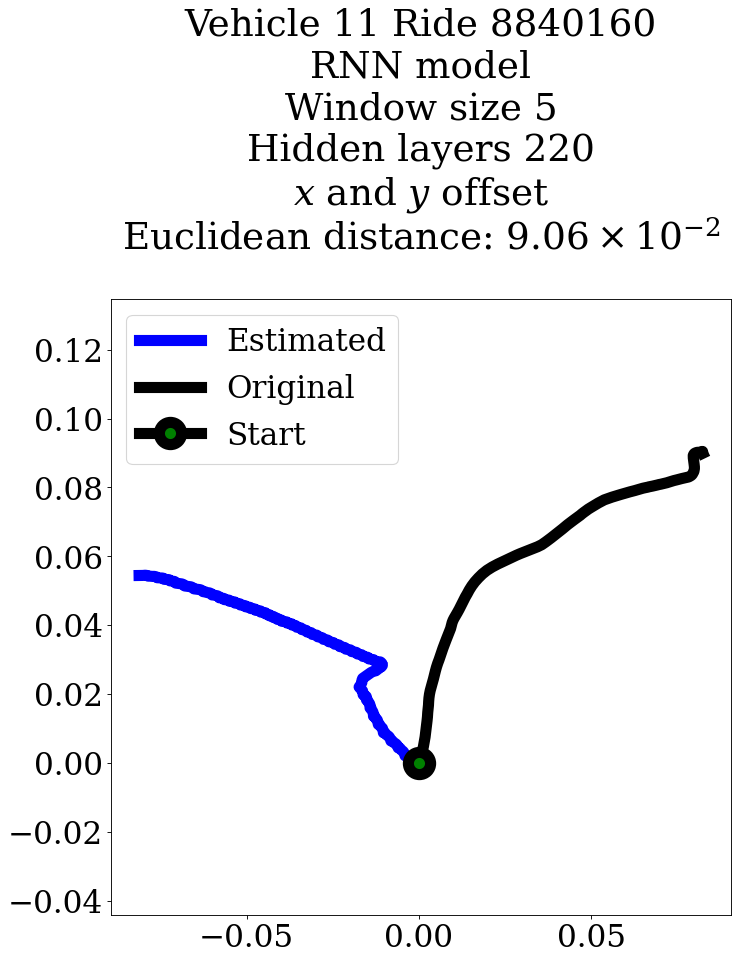 Vehicle 11 Ride 8840160
RNN model
Window size 5
Hidden layers 220
x and y offset
Euclidean distance: 9.06 × 10⁻²
Estimated
Original
Start
0.12
0.10
0.08
0.06
0.04
0.02
0.00
−0.02
−0.04
−0.05 0.00 0.05